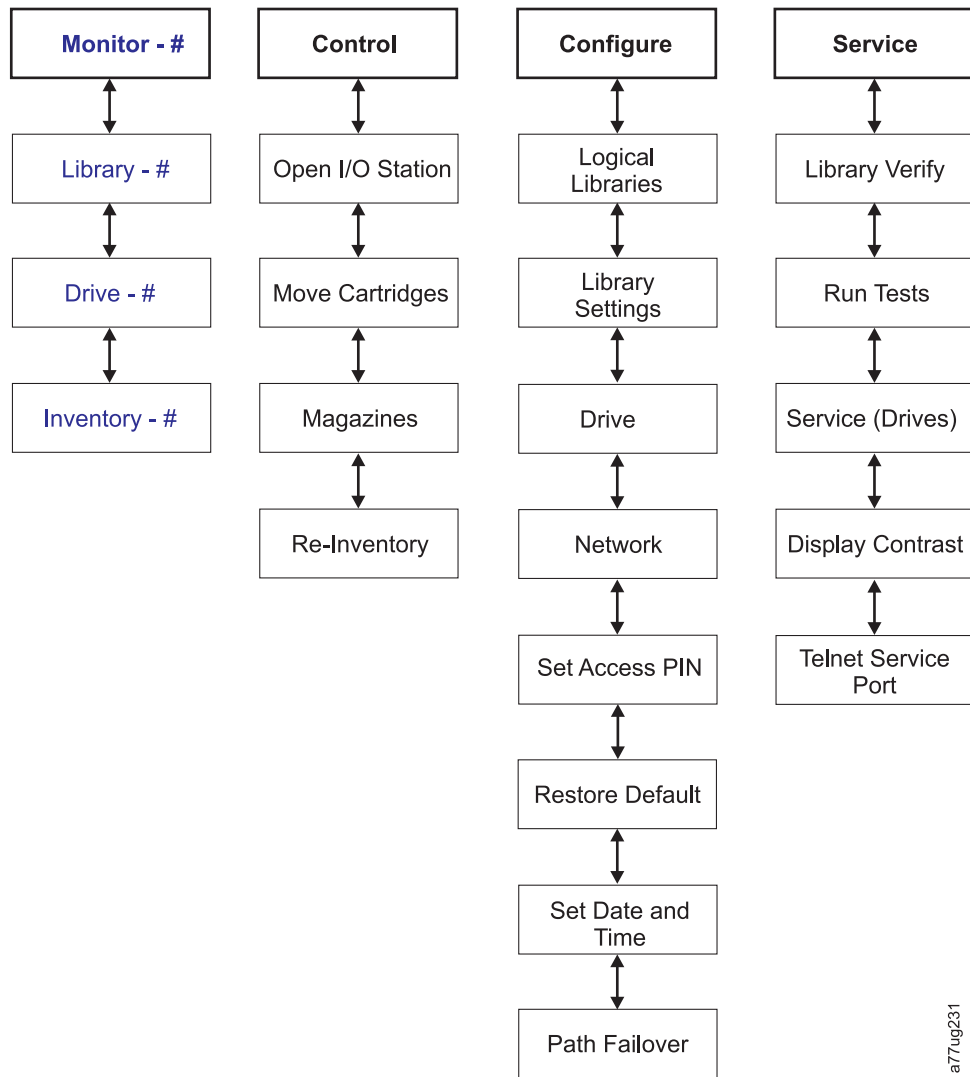 Monitor - #
Library - #
Drive - #
Inventory - #
Control
Open I/O Station
Move Cartridges
Magazines
Re-Inventory
Configure
Logical
Libraries
Library
Settings
Drive
Network
Set Access PIN
Restore Default
Set Date and
Time
Path Failover
Service
Library Verify
Run Tests
Service (Drives)
Display Contrast
Telnet Service
Port
a77ug231